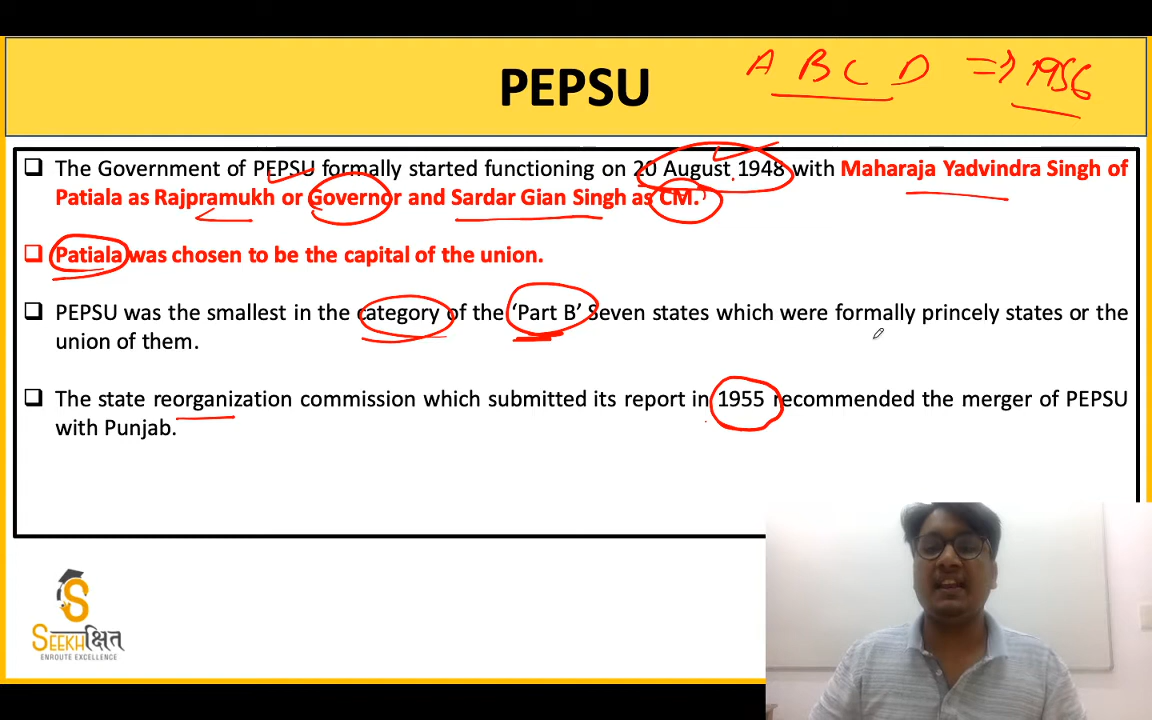 PEPSU
A B C D => 1956
❑ The Government of PEPSU formally started functioning on 20 August 1948 with Maharaja Yadvindra Singh of
Patiala as Rajpramukh or Governor and Sardar Gian Singh as CM.
❑ Patiala was chosen to be the capital of the union.
❑ PEPSU was the smallest in the category of the ‘Part B’ Seven states which were formally princely states or the
union of them.
❑ The state reorganization commission which submitted its report in 1955 recommended the merger of PEPSU
with Punjab.
S
SEEKHक्षित
ENROUTE EXCELLENCE